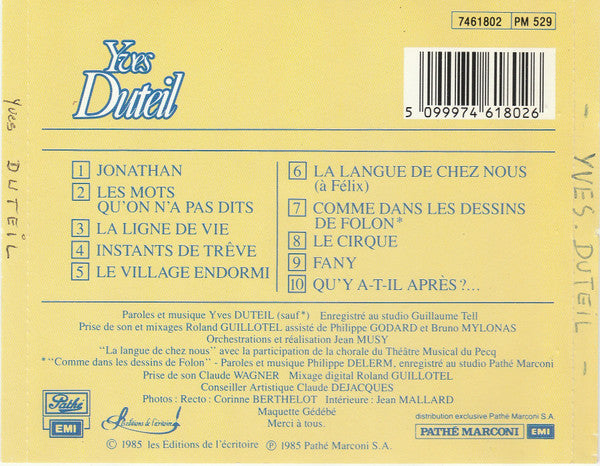 7461802 PM 529
Yves
Duteil
5 099974 618026
1 JONATHAN
2 LES MOTS
QU'ON N'A PAS DITS
3 LA LIGNE DE VIE
4 INSTANTS DE TRÊVE
5 LE VILLAGE ENDORMI
6 LA LANGUE DE CHEZ NOUS
(à Félix)
7 COMME DANS LES DESSINS
DE FOLON*
8 LE CIRQUE
9 FANY
10 QU'Y A-T-IL APRÈS ?...
Paroles et musique Yves DUTEIL (sauf*) Enregistré au studio Guillaume Tell
Prise de son et mixages Roland GUILLOTEL assisté de Philippe GODARD et Bruno MYLONAS
Orchestrations et réalisation Jean MUSY
"La langue de chez nous" avec la participation de la chorale du Théâtre Musical du Pecq
* "Comme dans les dessins de Folon" - Paroles et musique Philippe DELERM, enregistré au studio Pathé Marconi
Prise de son Claude WAGNER Mixage digital Roland GUILLOTEL
Conseiller Artistique Claude DEJACQUES
Photos : Recto : Corinne BERTHELOT Intérieure : Jean MALLARD
Maquette Gédébé
Merci à tous.
Pathé
EMI
Les Editions de l'écritoire
distribution exclusive Pathé Marconi S.A.
PATHÉ MARCONI EMI
© 1985 les Editions de l'écritoire ℗ 1985 Pathé Marconi S.A.
Yves DUTEIL
- YVES. DUTEIL -